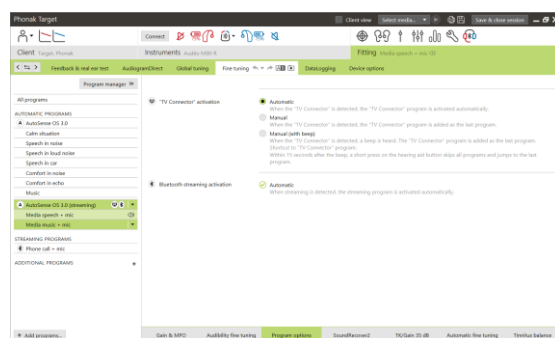 Phonak Target
Client view
Select media...
Save & close session
Connect
Client Target, Phonak
Instruments Audéo M90-R
Fitting Media speech + mic (0)
Feedback & real ear test
AudiogramDirect
Global tuning
Fine tuning
DataLogging
Device options
Program manager
All programs
AUTOMATIC PROGRAMS
AutoSense OS 3.0
Calm situation
Speech in noise
Speech in loud noise
Speech in car
Comfort in noise
Comfort in echo
Music
AutoSense OS 3.0 (streaming)
Media speech + mic
Media music + mic
STREAMING PROGRAMS
Phone call + mic
ADDITIONAL PROGRAMS
+
+ Add programs...
"TV Connector" activation
Automatic
When the "TV Connector" is detected, the "TV Connector" program is activated automatically.
Manual
When the "TV Connector" is detected, the "TV Connector" program is added as the last program.
Manual (with beep)
When the "TV Connector" is detected, a beep is heard. The "TV Connector" program is added as the last program.
Shortcut to "TV Connector" program:
Within 15 seconds after the beep, a short press on the hearing aid button skips all programs and jumps to the last
program.
Bluetooth streaming activation
Automatic
When streaming is detected, the streaming program is activated automatically.
Gain & MPO
Audibility fine tuning
Program options
SoundRecover2
TK/Gain 35 dB
Automatic fine tuning
Tinnitus balance